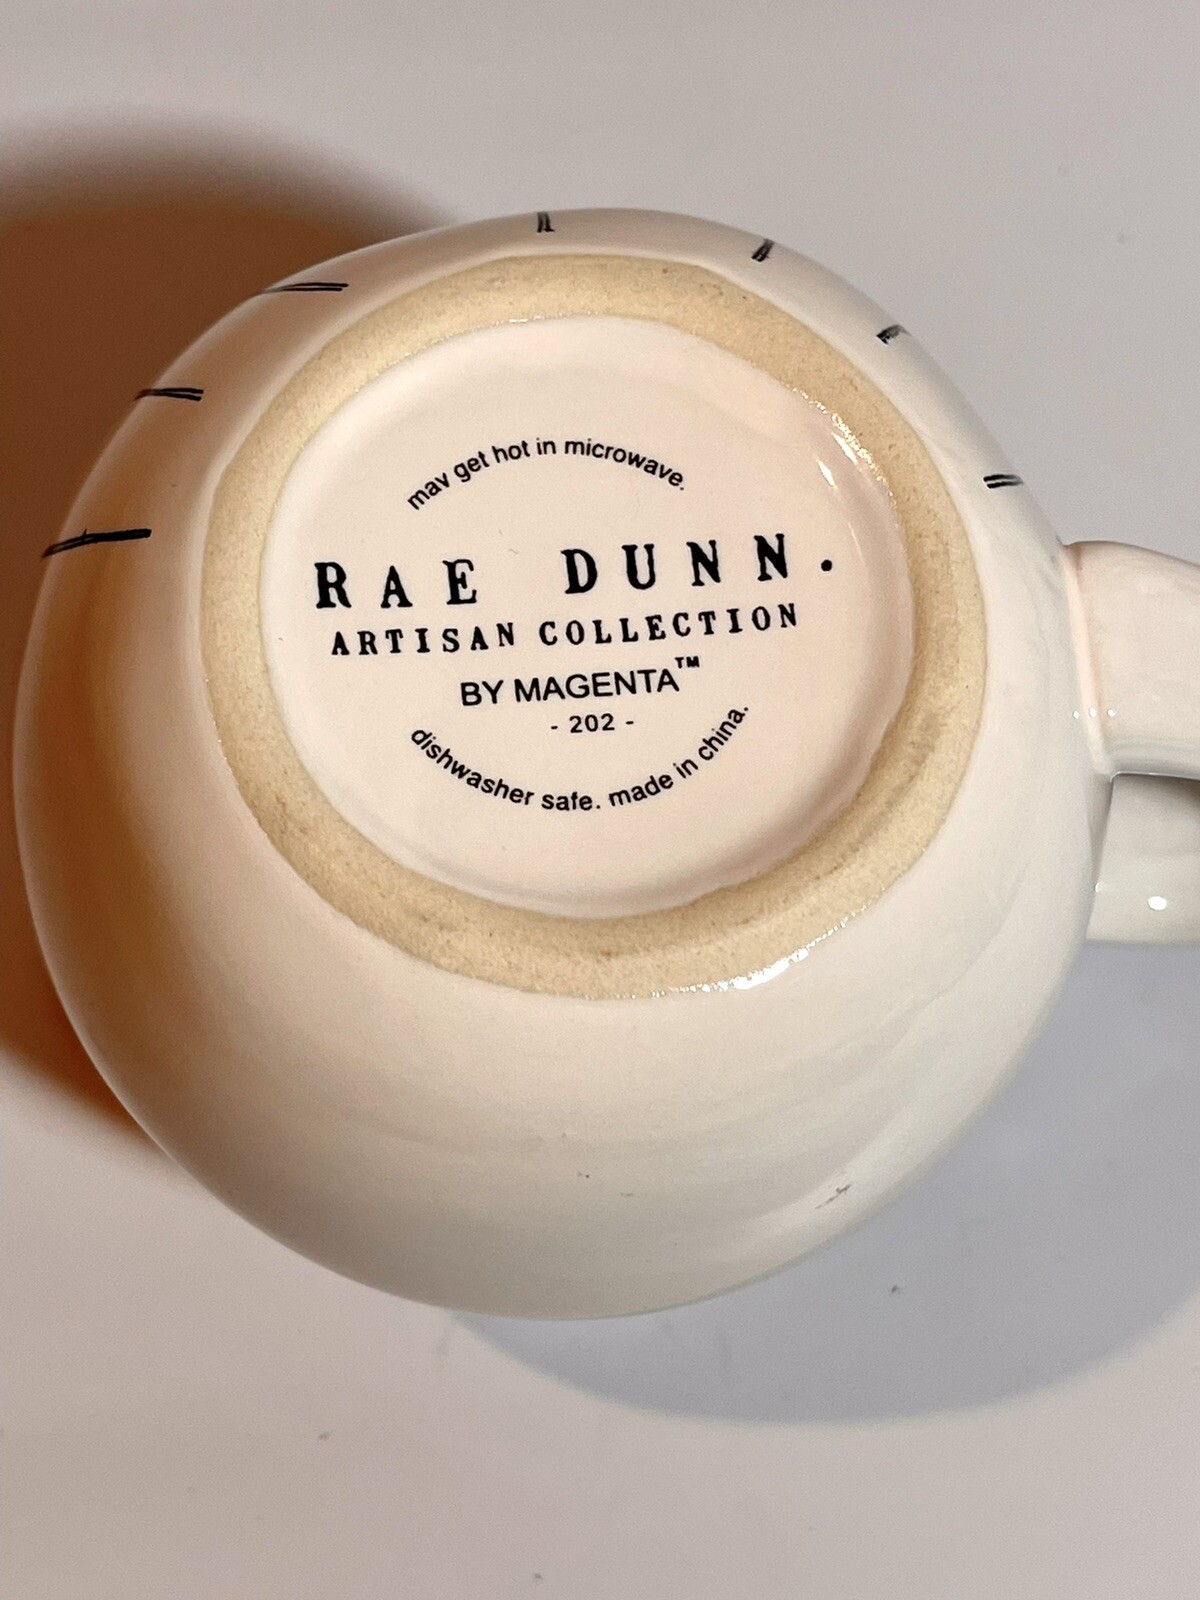 mav get hot in microwave.
RAE DUNN.
ARTISAN COLLECTION
BY MAGENTA™
- 202 -
dishwasher safe. made in china.